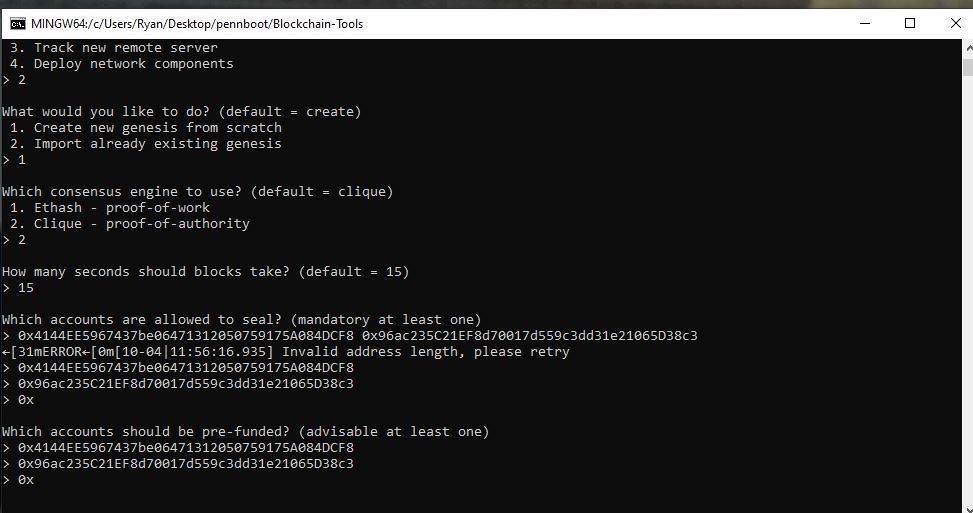 MINGW64:/c/Users/Ryan/Desktop/pennboot/Blockchain-Tools
3. Track new remote server
4. Deploy network components
> 2
What would you like to do? (default = create)
1. Create new genesis from scratch
2. Import already existing genesis
> 1
Which consensus engine to use? (default = clique)
1. Ethash - proof-of-work
2. Clique - proof-of-authority
> 2
How many seconds should blocks take? (default = 15)
> 15
Which accounts are allowed to seal? (mandatory at least one)
> 0x4144EE5967437be06471312050759175A084DCF8 0x96ac235C21EF8d70017d559c3dd31e21065D38c3
←[31mERROR←[0m[10-04|11:56:16.935] Invalid address length, please retry
> 0x4144EE5967437be06471312050759175A084DCF8
> 0x96ac235C21EF8d70017d559c3dd31e21065D38c3
> 0x
Which accounts should be pre-funded? (advisable at least one)
> 0x4144EE5967437be06471312050759175A084DCF8
> 0x96ac235C21EF8d70017d559c3dd31e21065D38c3
> 0x